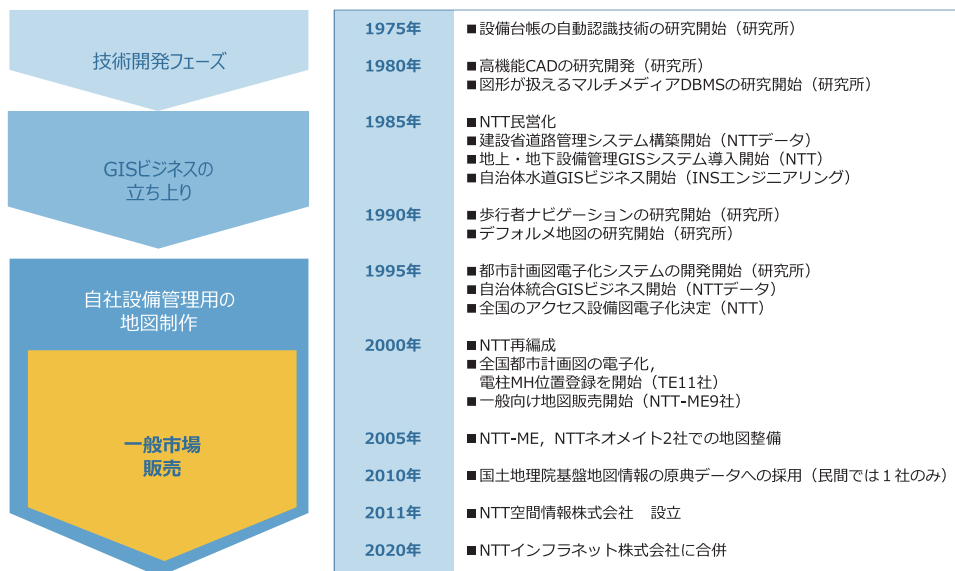 技術開発フェーズ
GISビジネスの
立ち上り
自社設備管理用の
地図制作
一般市場
販売
1975年
■設備台帳の自動認識技術の研究開始（研究所）
1980年
■高機能CADの研究開発（研究所）
■図形が扱えるマルチメディアDBMSの研究開始（研究所）
1985年
■NTT民営化
■建設省道路管理システム構築開始（NTTデータ）
■地上・地下設備管理GISシステム導入開始（NTT）
■自治体水道GISビジネス開始（INSエンジニアリング）
1990年
■歩行者ナビゲーションの研究開始（研究所）
■デフォルメ地図の研究開始（研究所）
1995年
■都市計画図電子化システムの開発開始（研究所）
■自治体統合GISビジネス開始（NTTデータ）
■全国のアクセス設備図電子化決定（NTT）
2000年
■NTT再編成
■全国都市計画図の電子化，
電柱MH位置登録を開始（TE11社）
■一般向け地図販売開始（NTT-ME9社）
2005年
■NTT-ME，NTTネオメイト2社での地図整備
2010年
■国土地理院基盤地図情報の原典データへの採用（民間では１社のみ）
2011年
■NTT空間情報株式会社　設立
2020年
■NTTインフラネット株式会社に合併